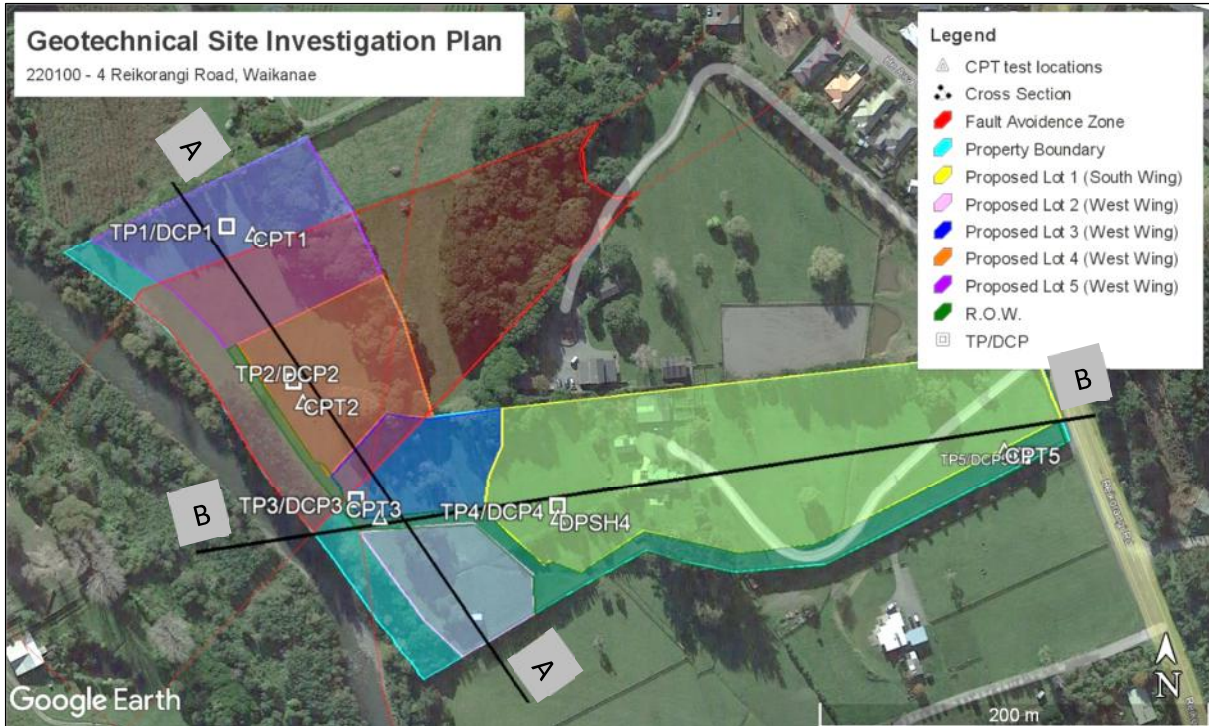 Geotechnical Site Investigation Plan
220100 - 4 Reikorangi Road, Waikanae
Legend
CPT test locations
Cross Section
Fault Avoidence Zone
Property Boundary
Proposed Lot 1 (South Wing)
Proposed Lot 2 (West Wing)
Proposed Lot 3 (West Wing)
Proposed Lot 4 (West Wing)
Proposed Lot 5 (West Wing)
R.O.W.
TP/DCP
A
TP1/DCP1
CPT1
TP2/DCP2
CPT2
B
B
TP3/DCP3
CPT3
TP4/DCP4
DPSH4
CPT5
Reikorangi Rd
A
Google Earth
200 m
N